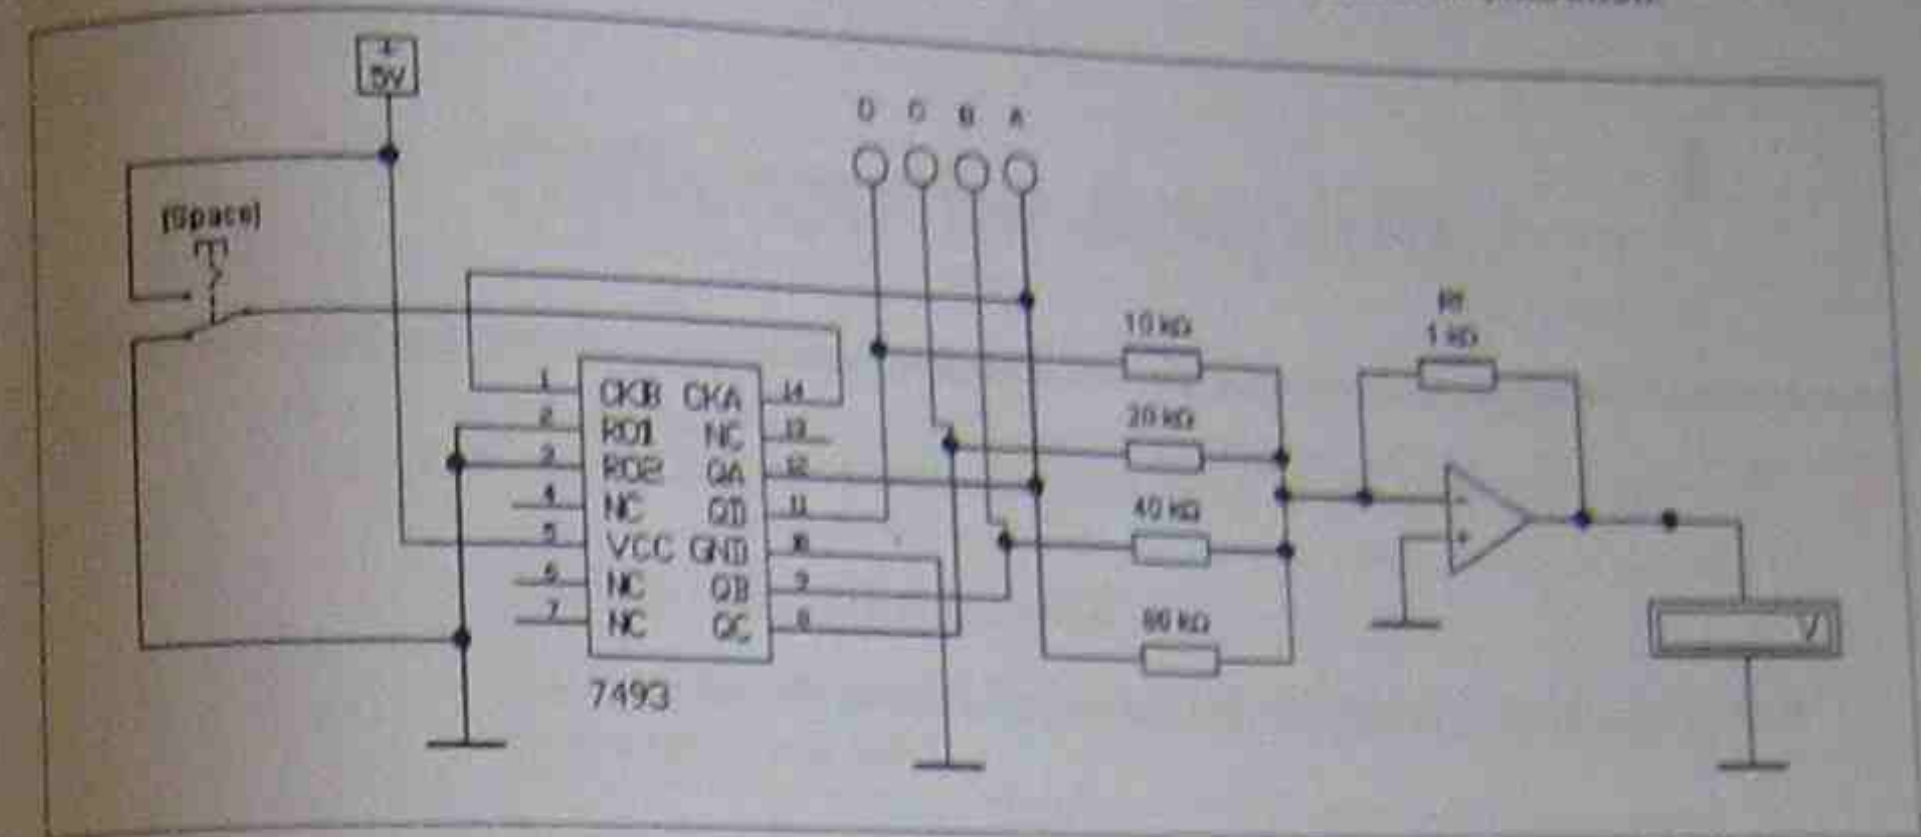 +
5V
[Space]
D C B A
10 kΩ
20 kΩ
40 kΩ
80 kΩ
Rf
1 kΩ
1 CKB CKA 14
2 R01 NC 13
3 R02 QA 12
4 NC QD 11
5 VCC GND 10
6 NC QB 9
7 NC QC 8
7493
-
+
V